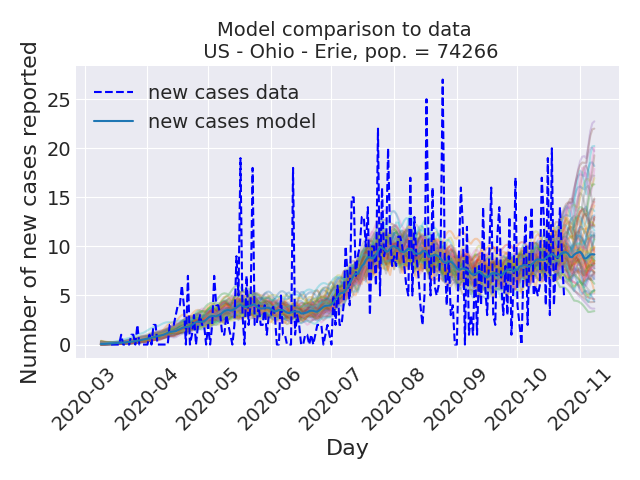 Model comparison to data
US - Ohio - Erie, pop. = 74266
Number of new cases reported
new cases data
new cases model
25
20
15
10
5
0
2020-03
2020-04
2020-05
2020-06
2020-07
2020-08
2020-09
2020-10
2020-11
Day